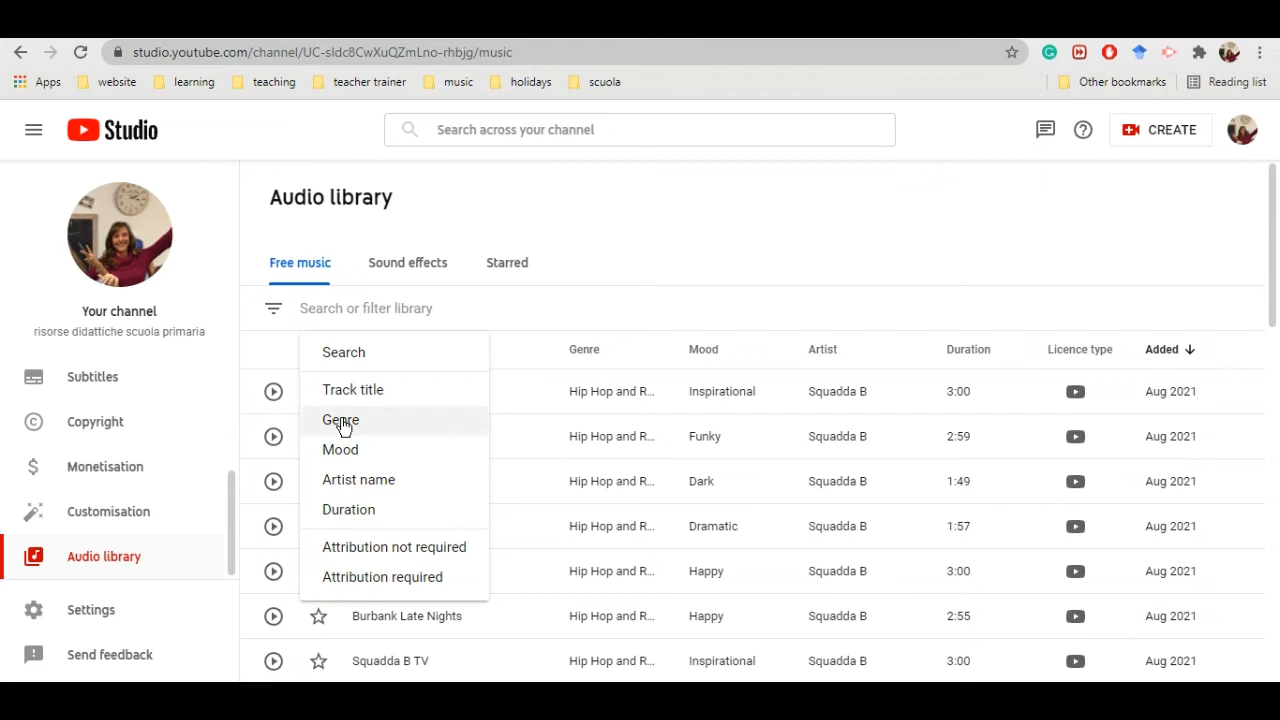 studio.youtube.com/channel/UC-sIdc8CwXuQZmLno-rhbjg/music
Apps website learning teaching teacher trainer music holidays scuola Other bookmarks Reading list
Studio Search across your channel CREATE
Your channel
risorse didattiche scuola primaria
Subtitles
Copyright
Monetisation
Customisation
Audio library
Settings
Send feedback
Audio library
Free music Sound effects Starred
Search or filter library
Search
Track title
Genre
Mood
Artist name
Duration
Attribution not required
Attribution required
Genre Mood Artist Duration Licence type Added
Hip Hop and R... Inspirational Squadda B 3:00 Aug 2021
Hip Hop and R... Funky Squadda B 2:59 Aug 2021
Hip Hop and R... Dark Squadda B 1:49 Aug 2021
Hip Hop and R... Dramatic Squadda B 1:57 Aug 2021
Hip Hop and R... Happy Squadda B 3:00 Aug 2021
Burbank Late Nights Hip Hop and R... Happy Squadda B 2:55 Aug 2021
Squadda B TV Hip Hop and R... Inspirational Squadda B 3:00 Aug 2021